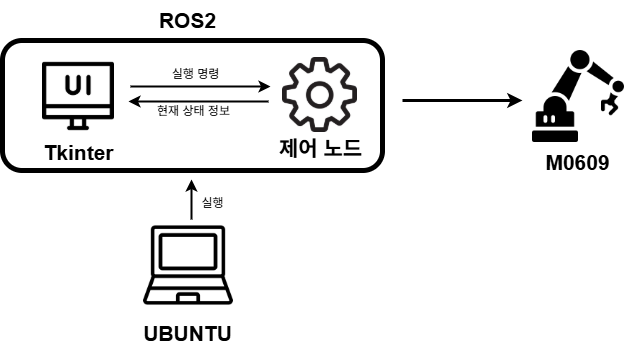 ROS2
UI
실행 명령
현재 상태 정보
Tkinter
제어 노드
M0609
실행
UBUNTU